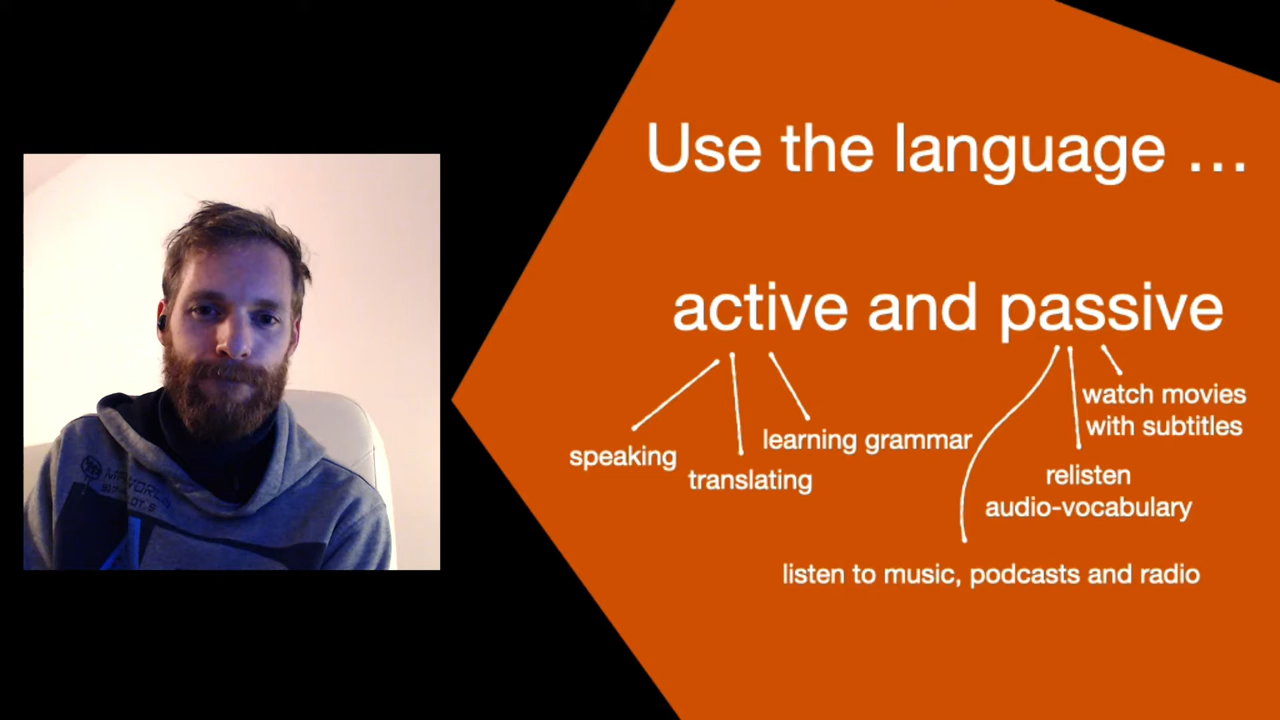 Use the language ...
active and passive
speaking
translating
learning grammar
watch movies
with subtitles
relisten
audio-vocabulary
listen to music, podcasts and radio